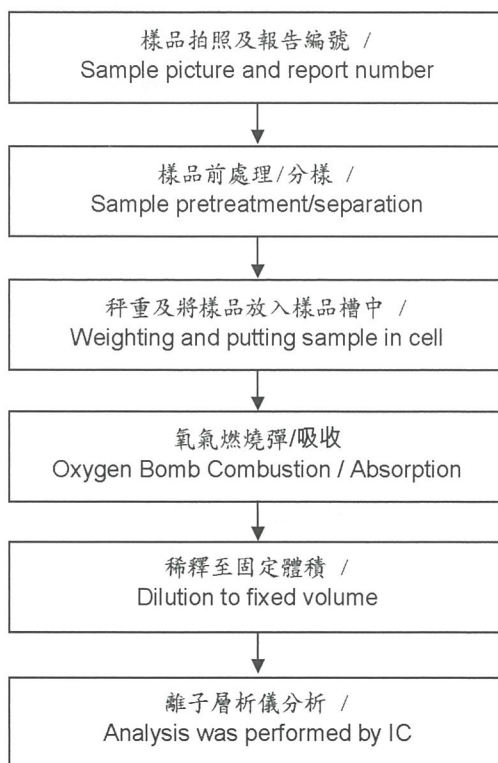 樣品拍照及報告編號 /
Sample picture and report number
樣品前處理/分樣 /
Sample pretreatment/separation
秤重及將樣品放入樣品槽中 /
Weighting and putting sample in cell
氧氣燃燒彈/吸收
Oxygen Bomb Combustion / Absorption
稀釋至固定體積 /
Dilution to fixed volume
離子層析儀分析 /
Analysis was performed by IC